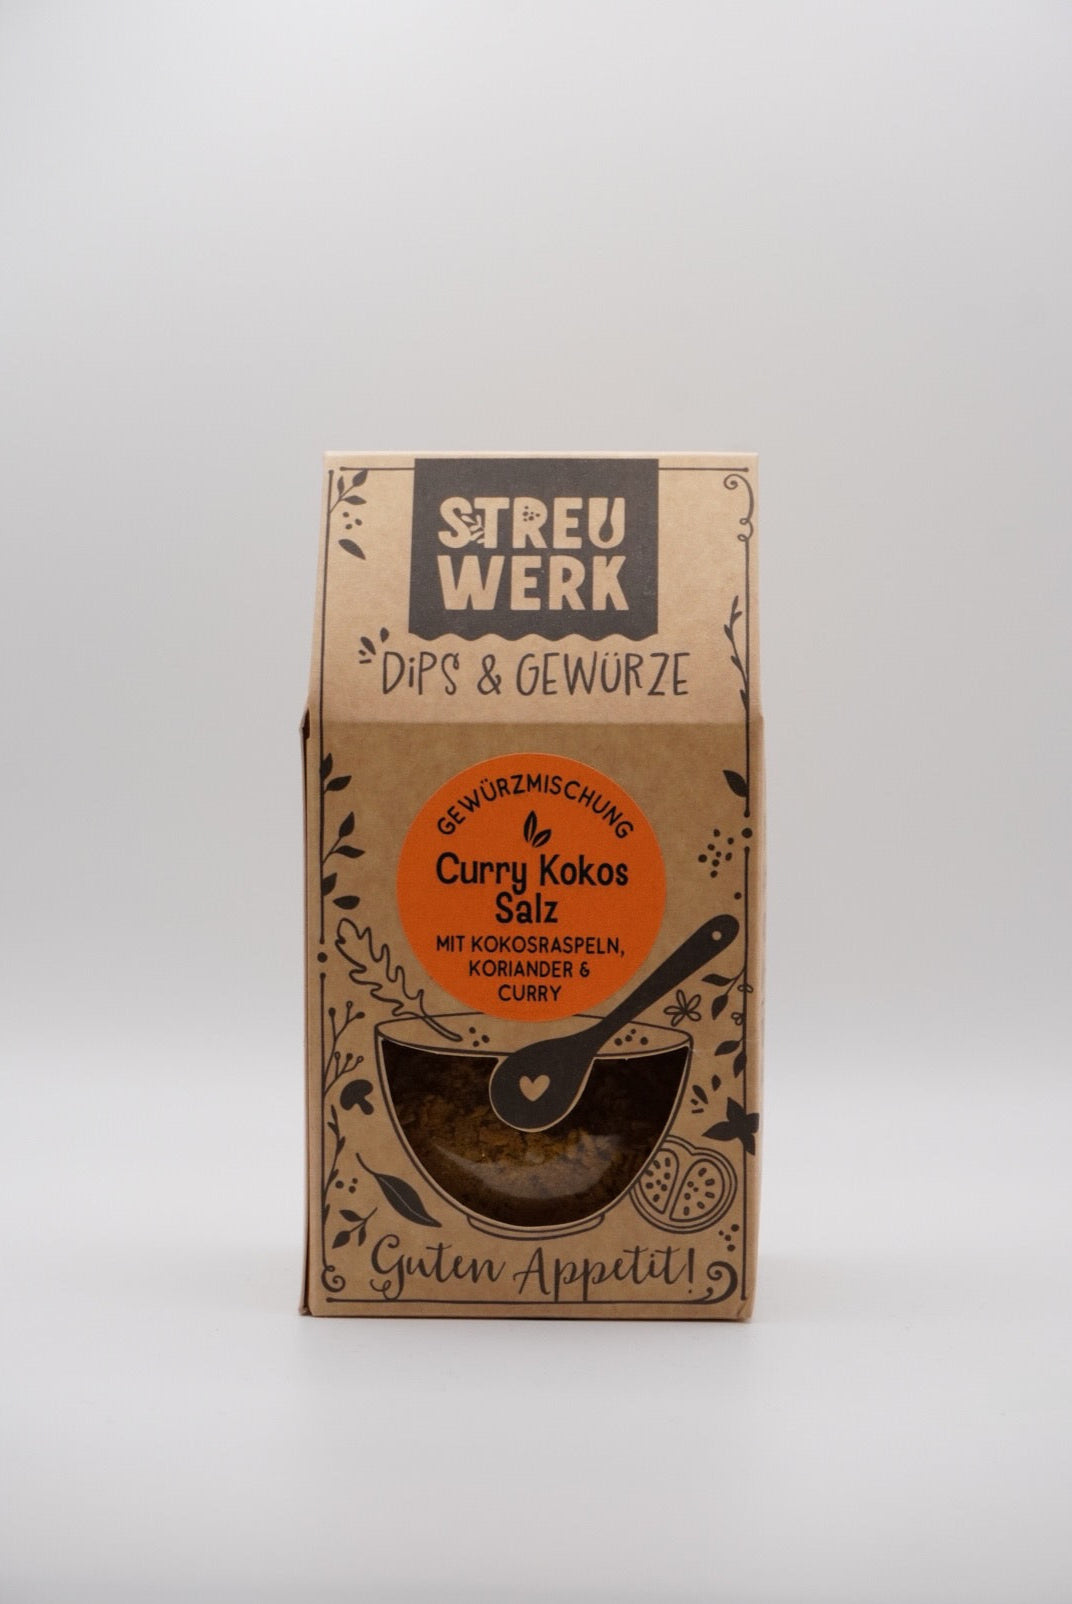 STREU
WERK
DIPS & GEWÜRZE
GEWÜRZMISCHUNG
Curry Kokos
Salz
MIT KOKOSRASPELN,
KORIANDER &
CURRY
Guten Appetit!